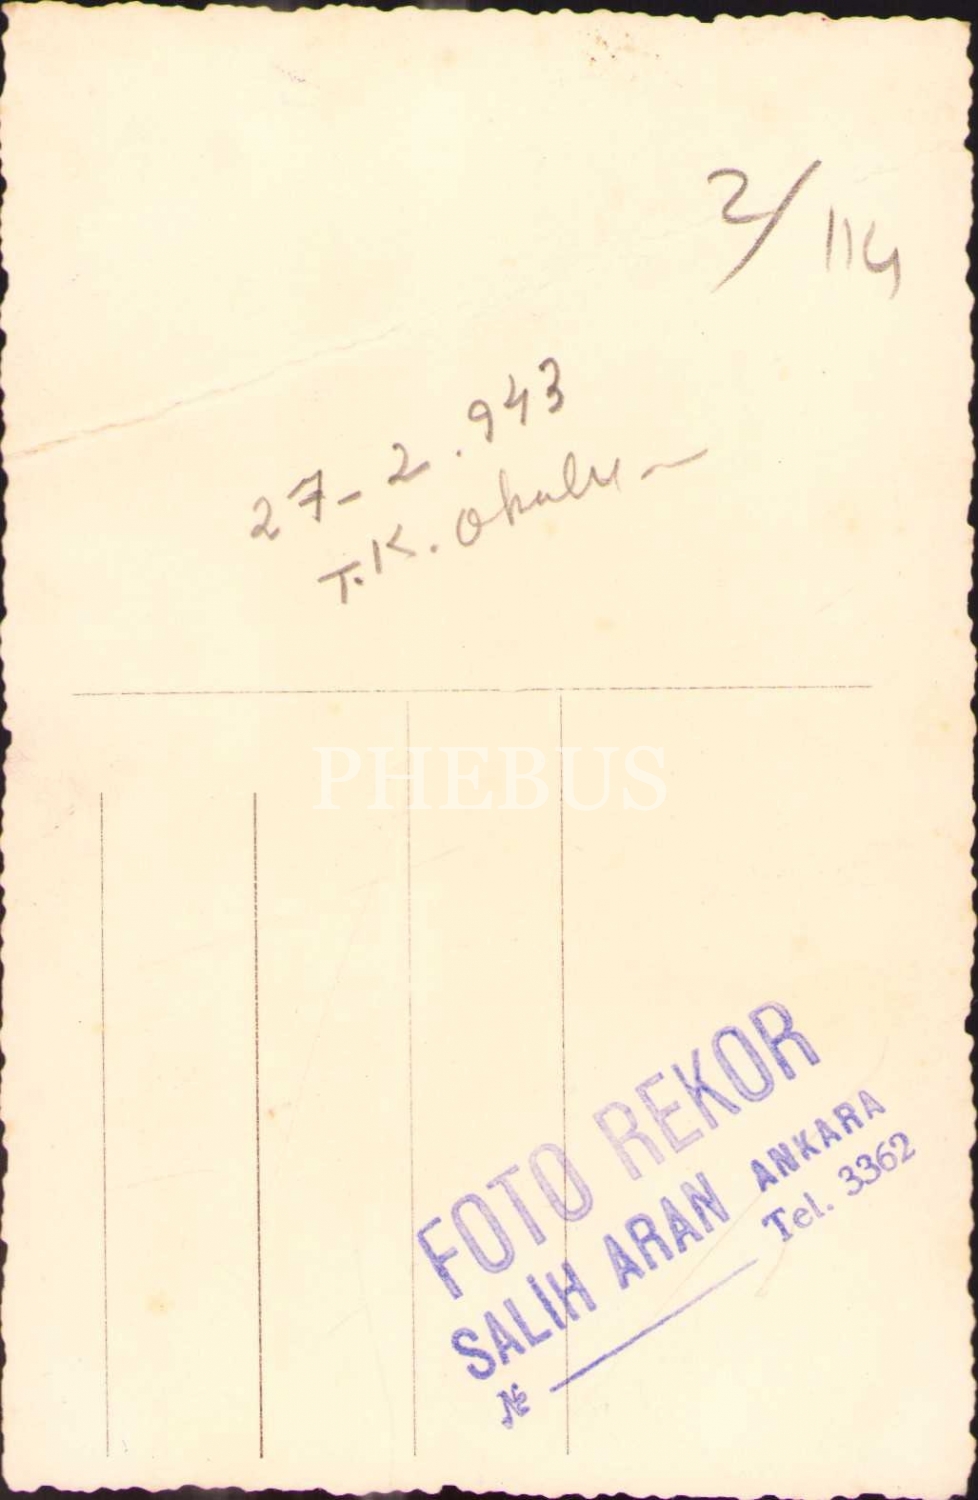 2/114
27-2.943
T.K. Okulu
PHEBUS
FOTO REKOR
SALİH ARAN ANKARA
Tel. 3362
№